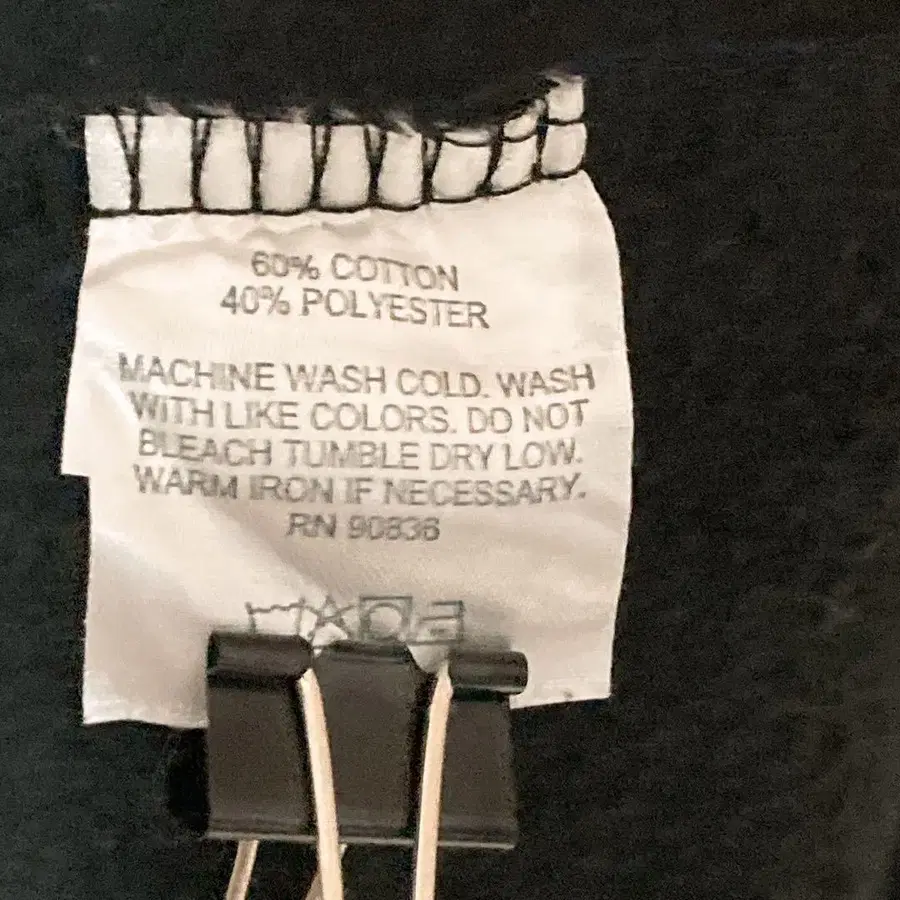 60% COTTON
40% POLYESTER
MACHINE WASH COLD. WASH
WITH LIKE COLORS. DO NOT
BLEACH TUMBLE DRY LOW.
WARM IRON IF NECESSARY.
RN 90836